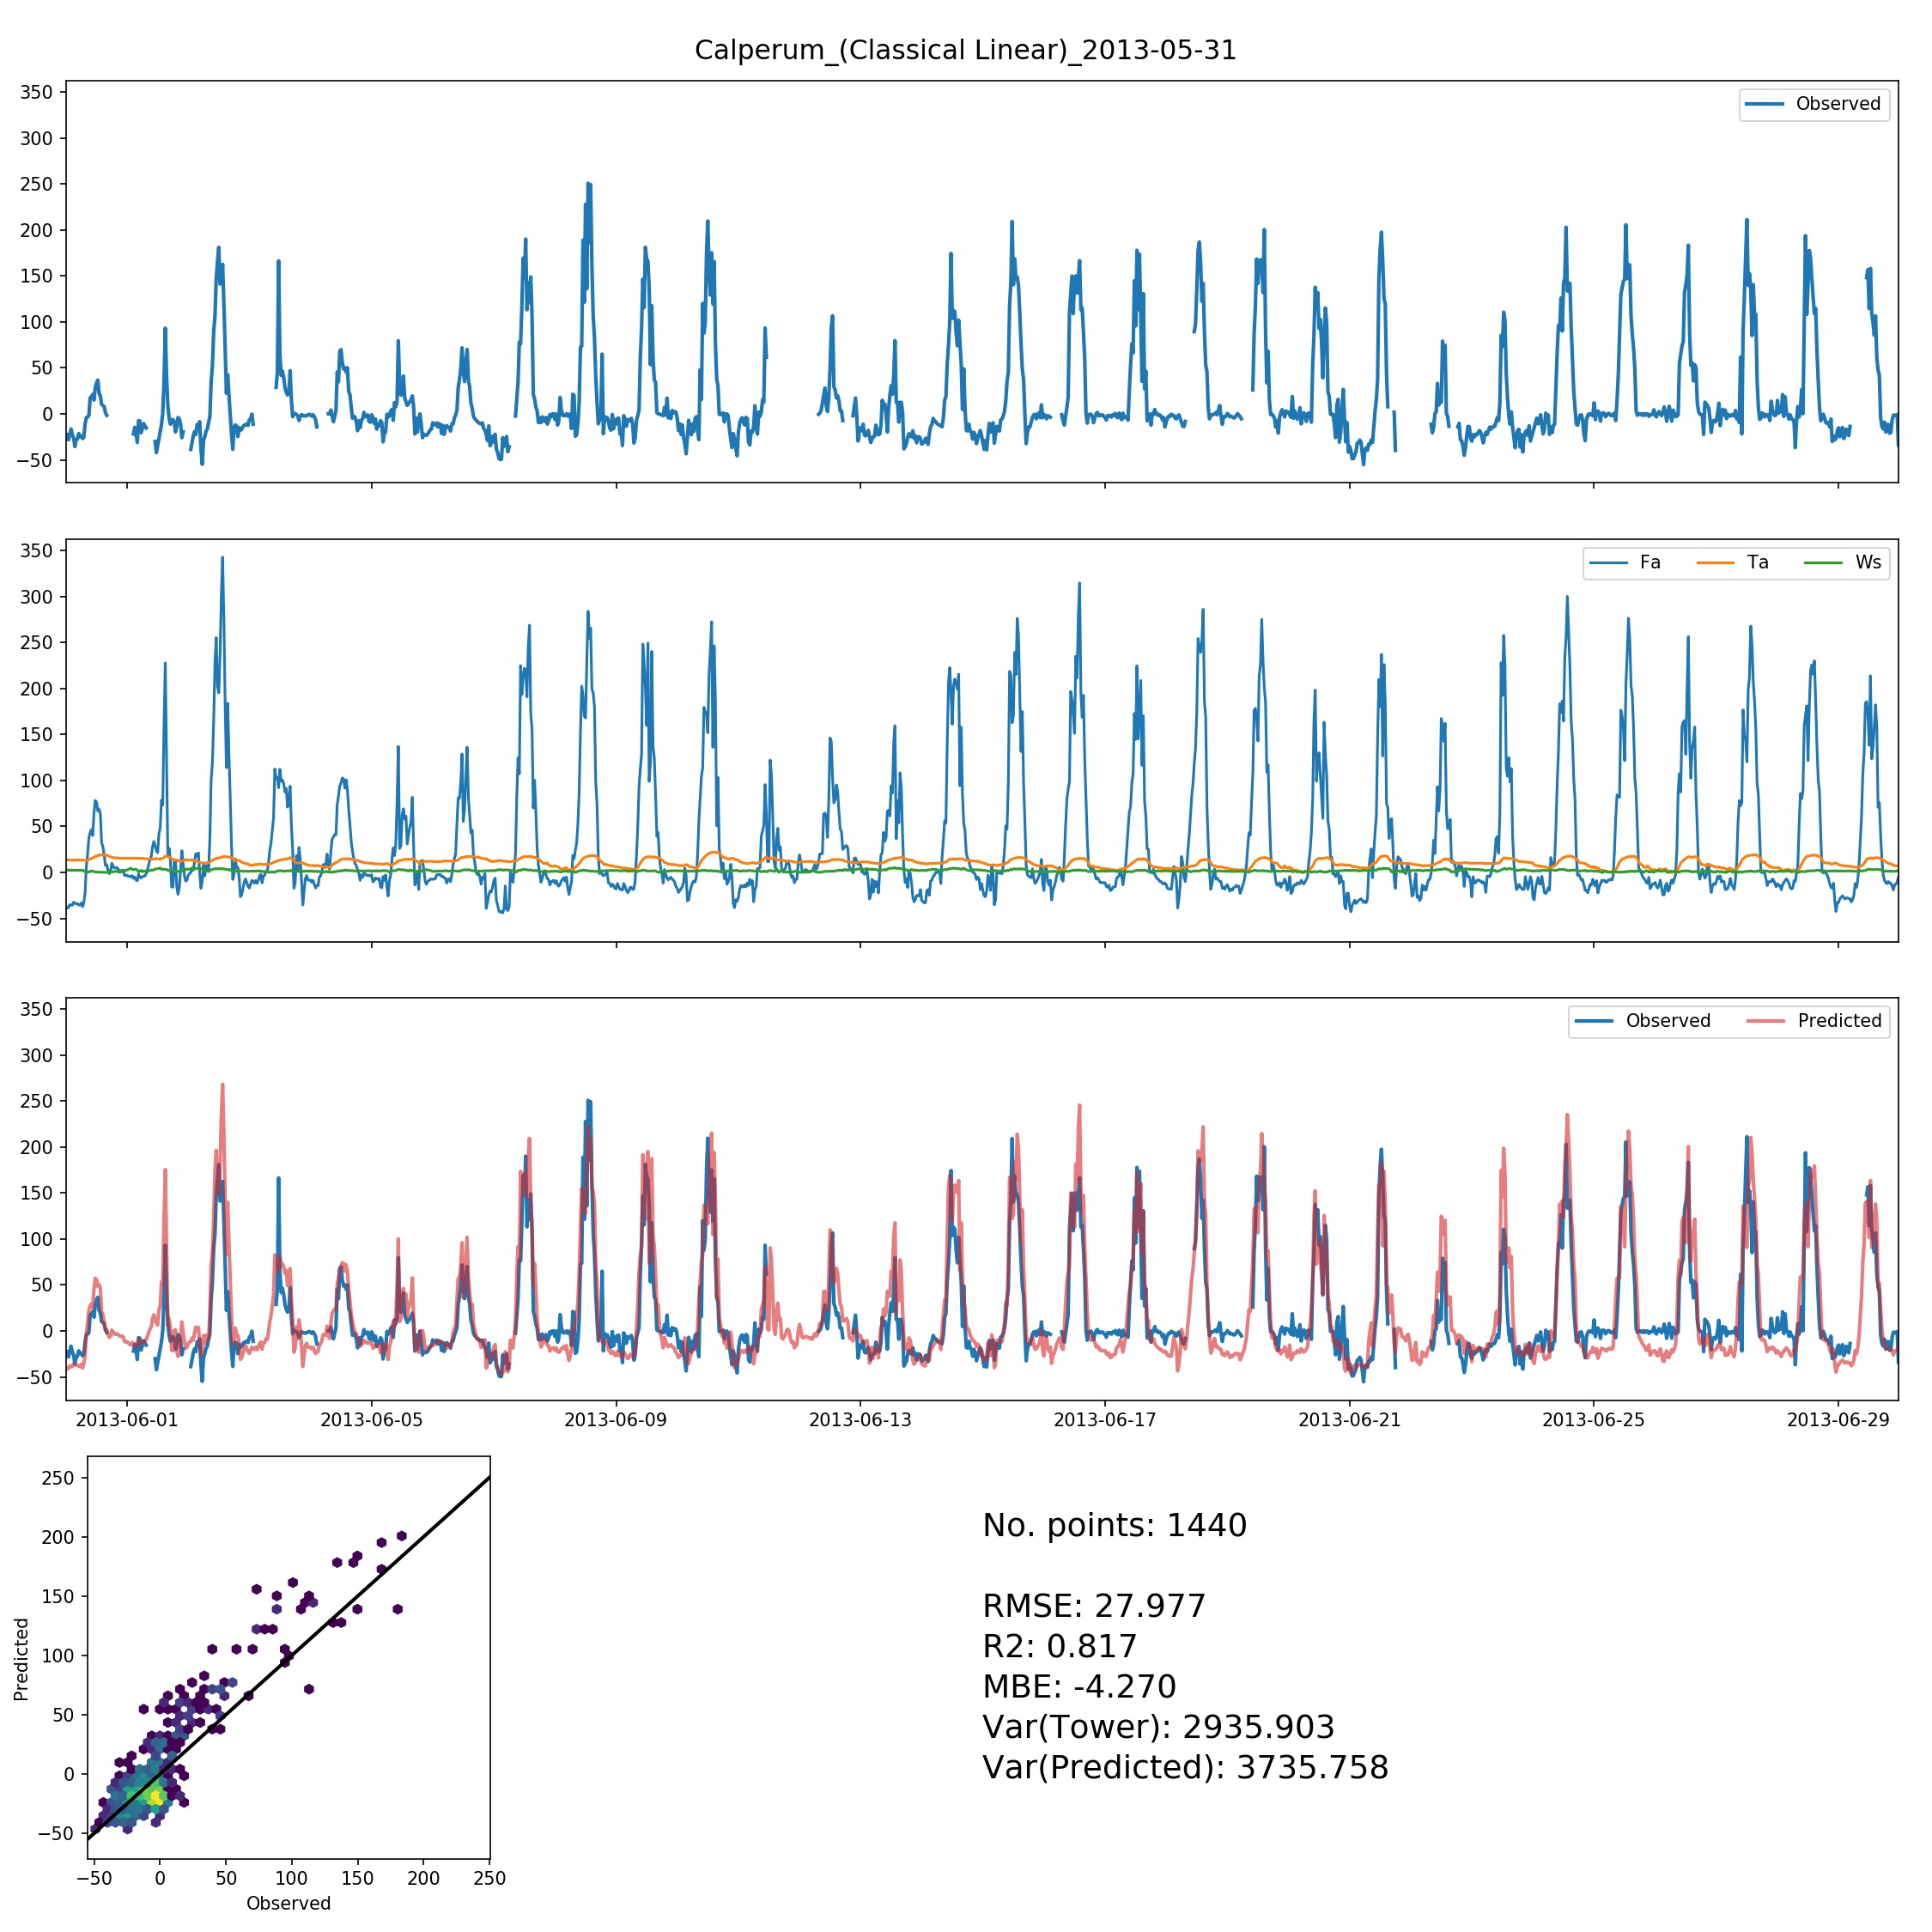 Calperum_(Classical Linear)_2013-05-31
350
300
250
200
150
100
50
0
−50
Observed
350
300
250
200
150
100
50
0
−50
Fa Ta Ws
350
300
250
200
150
100
50
0
−50
Observed Predicted
2013-06-01 2013-06-05 2013-06-09 2013-06-13 2013-06-17 2013-06-21 2013-06-25 2013-06-29
250
200
150
100
50
0
−50
Predicted
−50 0 50 100 150 200 250
Observed
No. points: 1440
RMSE: 27.977
R2: 0.817
MBE: -4.270
Var(Tower): 2935.903
Var(Predicted): 3735.758